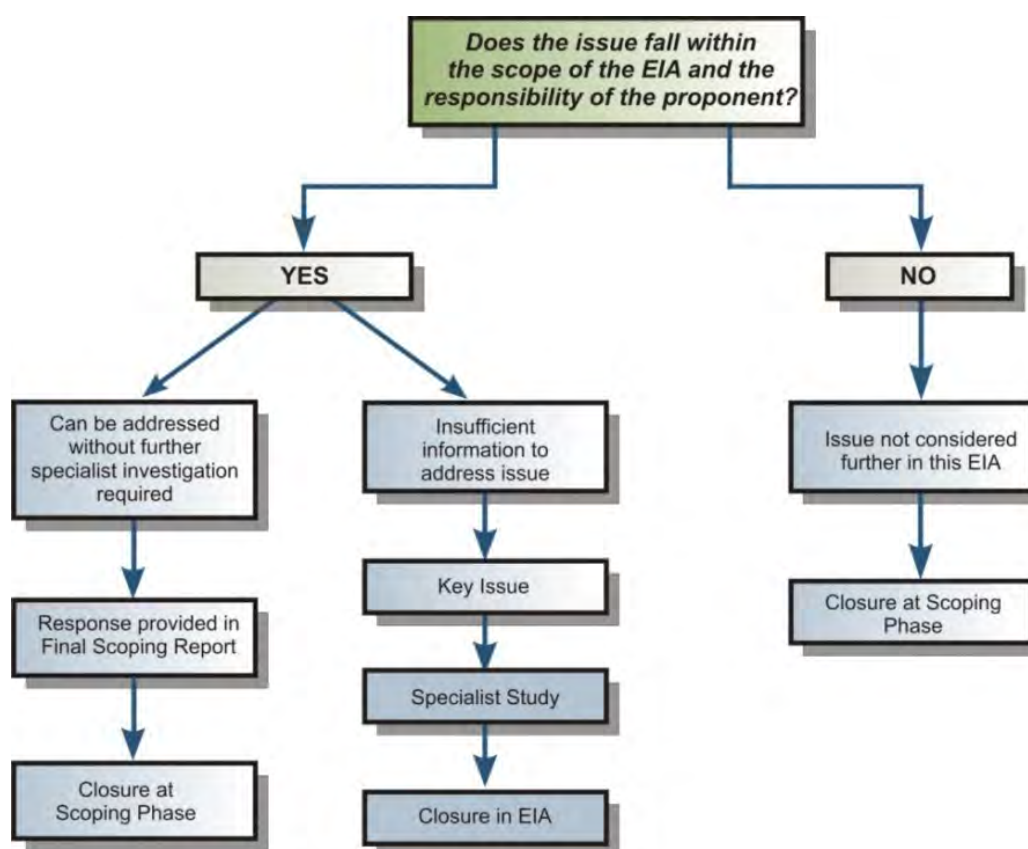 Does the issue fall within
the scope of the EIA and the
responsibility of the proponent?
YES
NO
Can be addressed
without further
specialist investigation
required
Insufficient
information to
address issue
Issue not considered
further in this EIA
Key Issue
Closure at Scoping
Phase
Response provided in
Final Scoping Report
Specialist Study
Closure at
Scoping Phase
Closure in EIA